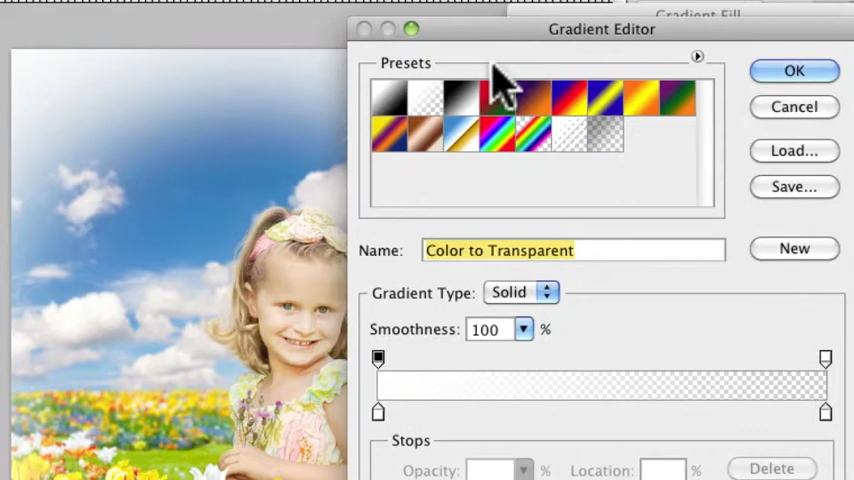 Gradient Fill
Gradient Editor
Presets
OK
Cancel
Load...
Save...
Name: Color to Transparent
New
Gradient Type: Solid
Smoothness: 100 %
Stops
Opacity: %
Location: %
Delete